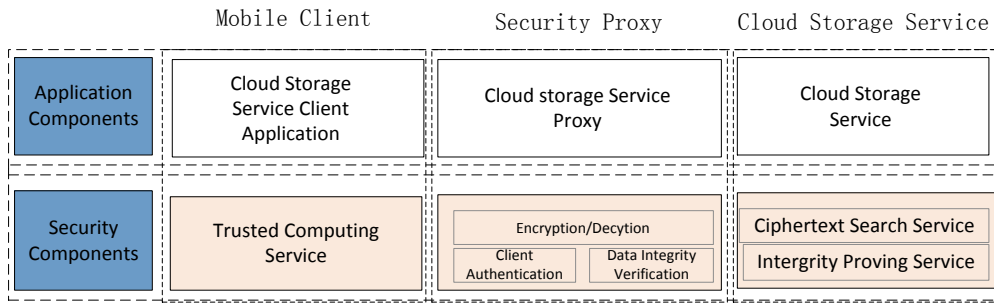 Mobile Client
Security Proxy
Cloud Storage Service
Application
Components
Cloud Storage
Service Client
Application
Cloud storage Service
Proxy
Cloud Storage
Service
Security
Components
Trusted Computing
Service
Encryption/Decytion
Client
Authentication
Data Integrity
Verification
Ciphertext Search Service
Intergrity Proving Service